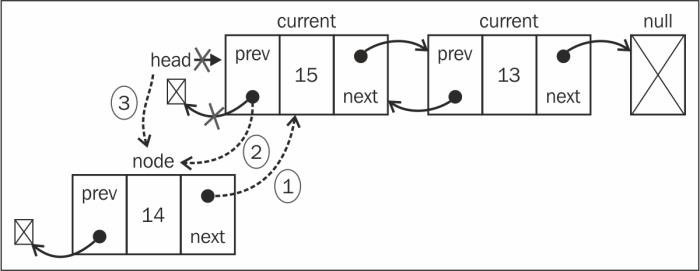 current current null
head prev 15 next prev 13 next
3
node 2 1
prev 14 next